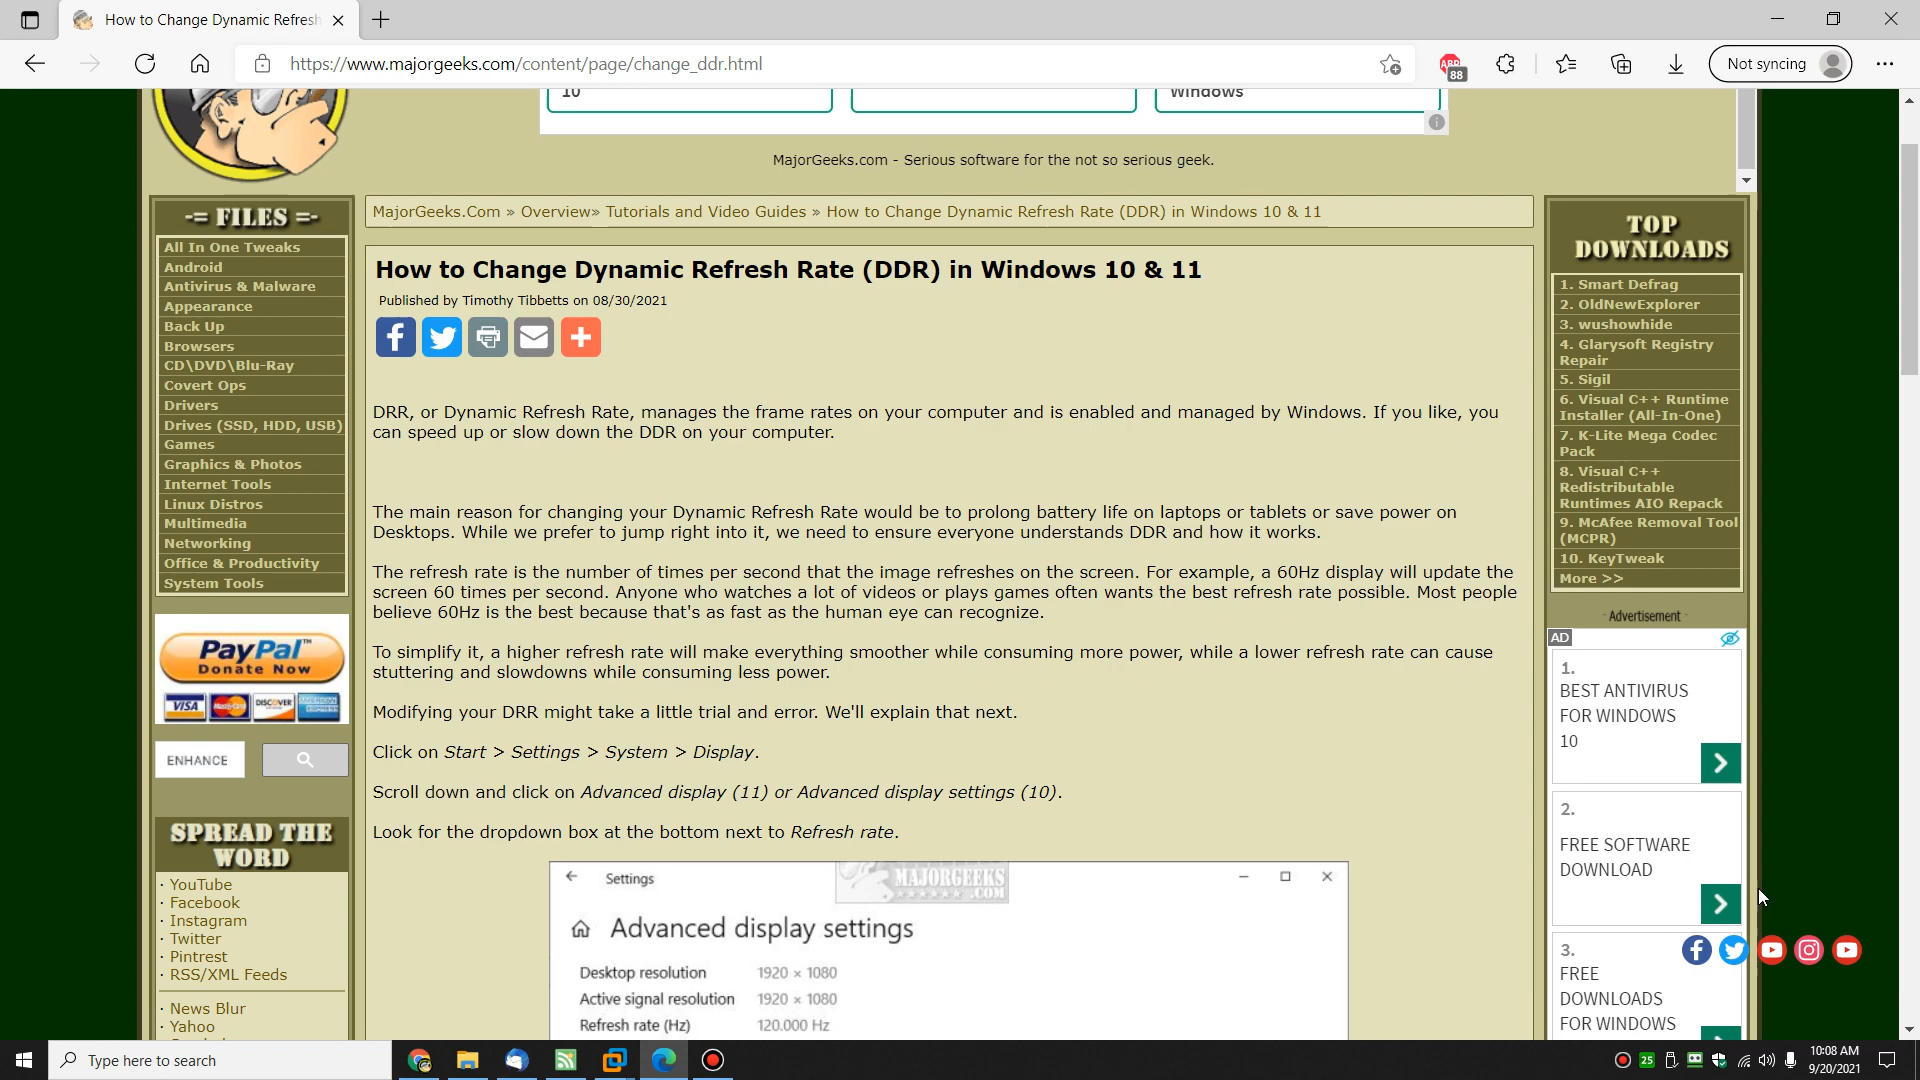 How to Change Dynamic Refresh
https://www.majorgeeks.com/content/page/change_ddr.html
ABP
88
Not syncing
10
Windows
MajorGeeks.com - Serious software for the not so serious geek.
-= FILES =-
All In One Tweaks
Android
Antivirus & Malware
Appearance
Back Up
Browsers
CD\DVD\Blu-Ray
Covert Ops
Drivers
Drives (SSD, HDD, USB)
Games
Graphics & Photos
Internet Tools
Linux Distros
Multimedia
Networking
Office & Productivity
System Tools
PayPal™
Donate Now
VISA
MasterCard
DISCOVER
ENHANCE
SPREAD THE
WORD
· YouTube
· Facebook
· Instagram
· Twitter
· Pintrest
· RSS/XML Feeds
· News Blur
· Yahoo
MajorGeeks.Com » Overview» Tutorials and Video Guides » How to Change Dynamic Refresh Rate (DDR) in Windows 10 & 11
How to Change Dynamic Refresh Rate (DDR) in Windows 10 & 11
Published by Timothy Tibbetts on 08/30/2021
DRR, or Dynamic Refresh Rate, manages the frame rates on your computer and is enabled and managed by Windows. If you like, you
can speed up or slow down the DDR on your computer.
The main reason for changing your Dynamic Refresh Rate would be to prolong battery life on laptops or tablets or save power on
Desktops. While we prefer to jump right into it, we need to ensure everyone understands DDR and how it works.
The refresh rate is the number of times per second that the image refreshes on the screen. For example, a 60Hz display will update the
screen 60 times per second. Anyone who watches a lot of videos or plays games often wants the best refresh rate possible. Most people
believe 60Hz is the best because that's as fast as the human eye can recognize.
To simplify it, a higher refresh rate will make everything smoother while consuming more power, while a lower refresh rate can cause
stuttering and slowdowns while consuming less power.
Modifying your DRR might take a little trial and error. We'll explain that next.
Click on Start > Settings > System > Display.
Scroll down and click on Advanced display (11) or Advanced display settings (10).
Look for the dropdown box at the bottom next to Refresh rate.
Settings
MAJORGEEKS
.COM
Advanced display settings
Desktop resolution 1920 × 1080
Active signal resolution 1920 × 1080
Refresh rate (Hz) 120.000 Hz
TOP
DOWNLOADS
1. Smart Defrag
2. OldNewExplorer
3. wushowhide
4. Glarysoft Registry
Repair
5. Sigil
6. Visual C++ Runtime
Installer (All-In-One)
7. K-Lite Mega Codec
Pack
8. Visual C++
Redistributable
Runtimes AIO Repack
9. McAfee Removal Tool
(MCPR)
10. KeyTweak
More >>
- Advertisement -
AD
1.
BEST ANTIVIRUS
FOR WINDOWS
10
2.
FREE SOFTWARE
DOWNLOAD
3.
FREE
DOWNLOADS
FOR WINDOWS
Type here to search
25
10:08 AM
9/20/2021